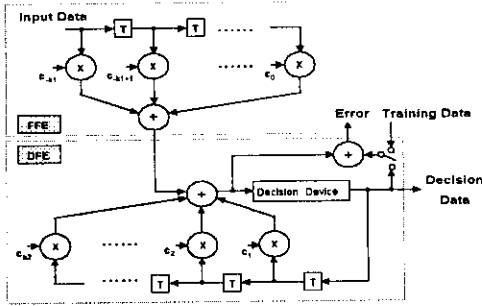 Input Data
T T ......
c-k1 X c-k1+1 X ...... c0 X
+
FFE
Error Training Data
DFE
+
+ Decision Device
Decision
Data
ck2 X ...... c2 X c1 X
...... T T T